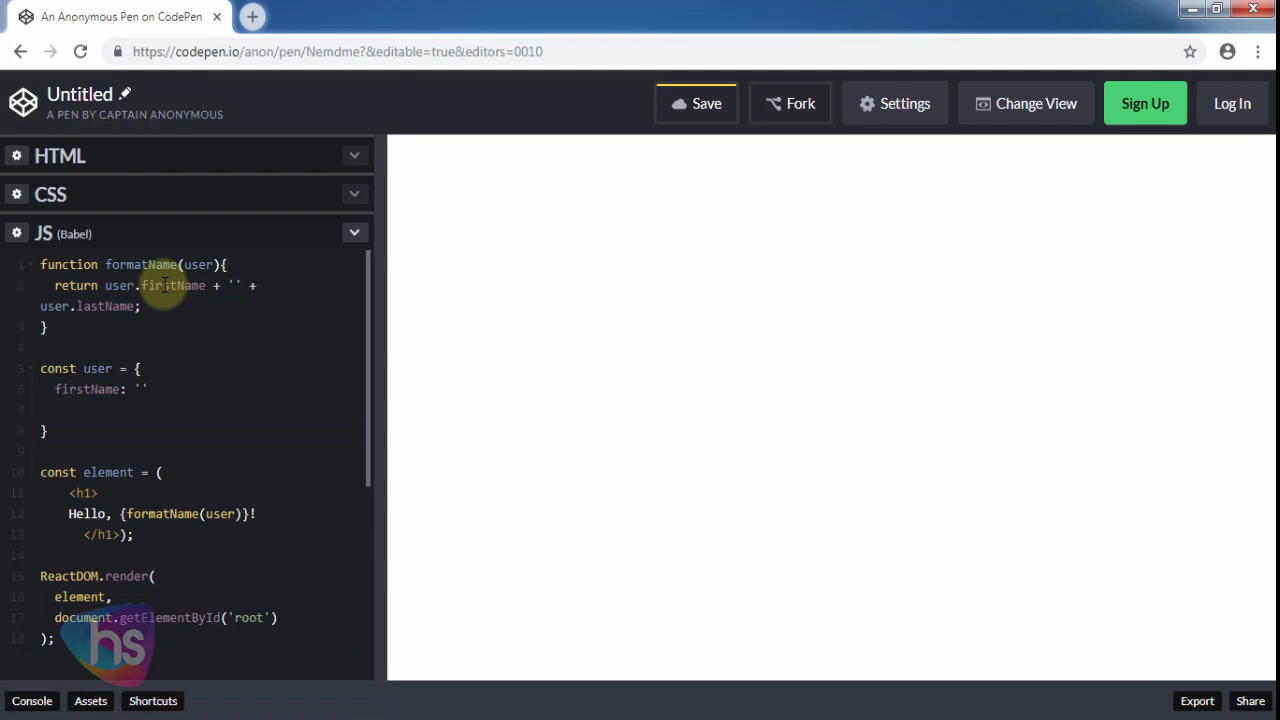 An Anonymous Pen on CodePen
https://codepen.io/anon/pen/Nemdme?&editable=true&editors=0010
Untitled
A PEN BY CAPTAIN ANONYMOUS
Save
Fork
Settings
Change View
Sign Up
Log In
HTML
CSS
JS (Babel)
1 function formatName(user){
2 return user.firstName + '' +
user.lastName;
3 }
4
5 const user = {
6 firstName: ''
7
8 }
9
10 const element = (
11 <h1>
12 Hello, {formatName(user)}!
13 </h1>);
14
15 ReactDOM.render(
16 element,
17 document.getElementById('root')
18 );
hs
Console
Assets
Shortcuts
Export
Share